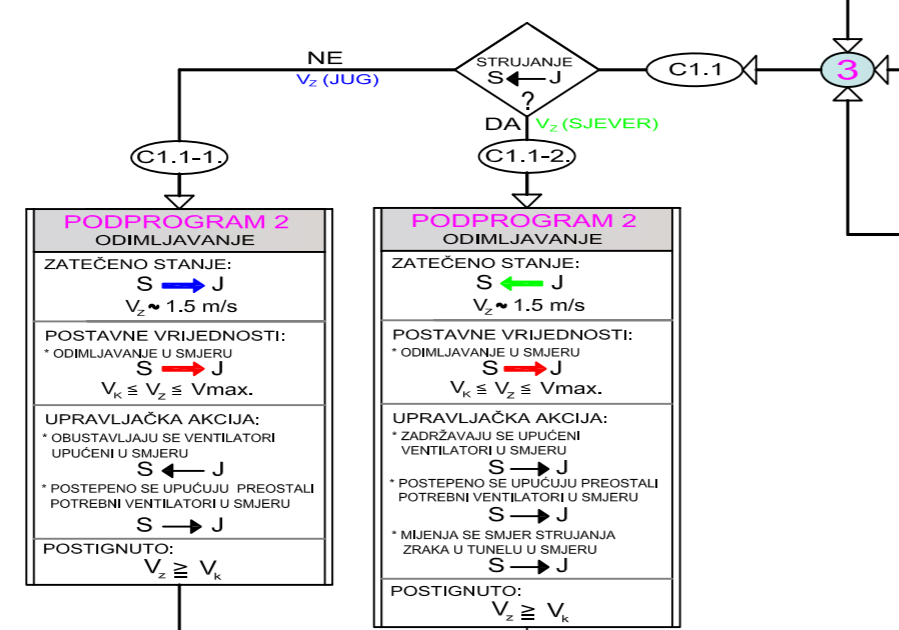 3
C1.1
STRUJANJE
S J
?
NE
Vz (JUG)
DA Vz (SJEVER)
C1.1-1.
C1.1-2.
PODPROGRAM 2
ODIMLJAVANJE
ZATEČENO STANJE:
S J
Vz ~ 1.5 m/s
POSTAVNE VRIJEDNOSTI:
* ODIMLJAVANJE U SMJERU
S J
VK ≤ Vz ≤ Vmax.
UPRAVLJAČKA AKCIJA:
* OBUSTAVLJAJU SE VENTILATORI
UPUĆENI U SMJERU
S J
* POSTEPENO SE UPUĆUJU PREOSTALI
POTREBNI VENTILATORI U SMJERU
S J
POSTIGNUTO:
Vz ≧ Vk
PODPROGRAM 2
ODIMLJAVANJE
ZATEČENO STANJE:
S J
Vz ~ 1.5 m/s
POSTAVNE VRIJEDNOSTI:
* ODIMLJAVANJE U SMJERU
S J
VK ≤ Vz ≤ Vmax.
UPRAVLJAČKA AKCIJA:
* ZADRŽAVAJU SE UPUĆENI
VENTILATORI U SMJERU
S J
* POSTEPENO SE UPUĆUJU PREOSTALI
POTREBNI VENTILATORI U SMJERU
S J
* MIJENJA SE SMJER STRUJANJA
ZRAKA U TUNELU U SMJERU
S J
POSTIGNUTO:
Vz ≧ Vk